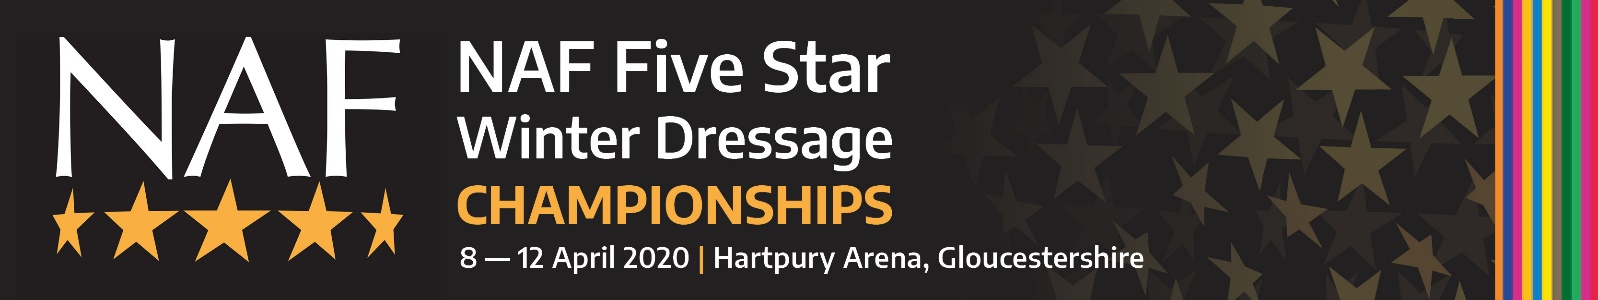 NAF
NAF Five Star
Winter Dressage
CHAMPIONSHIPS
8 — 12 April 2020 | Hartpury Arena, Gloucestershire